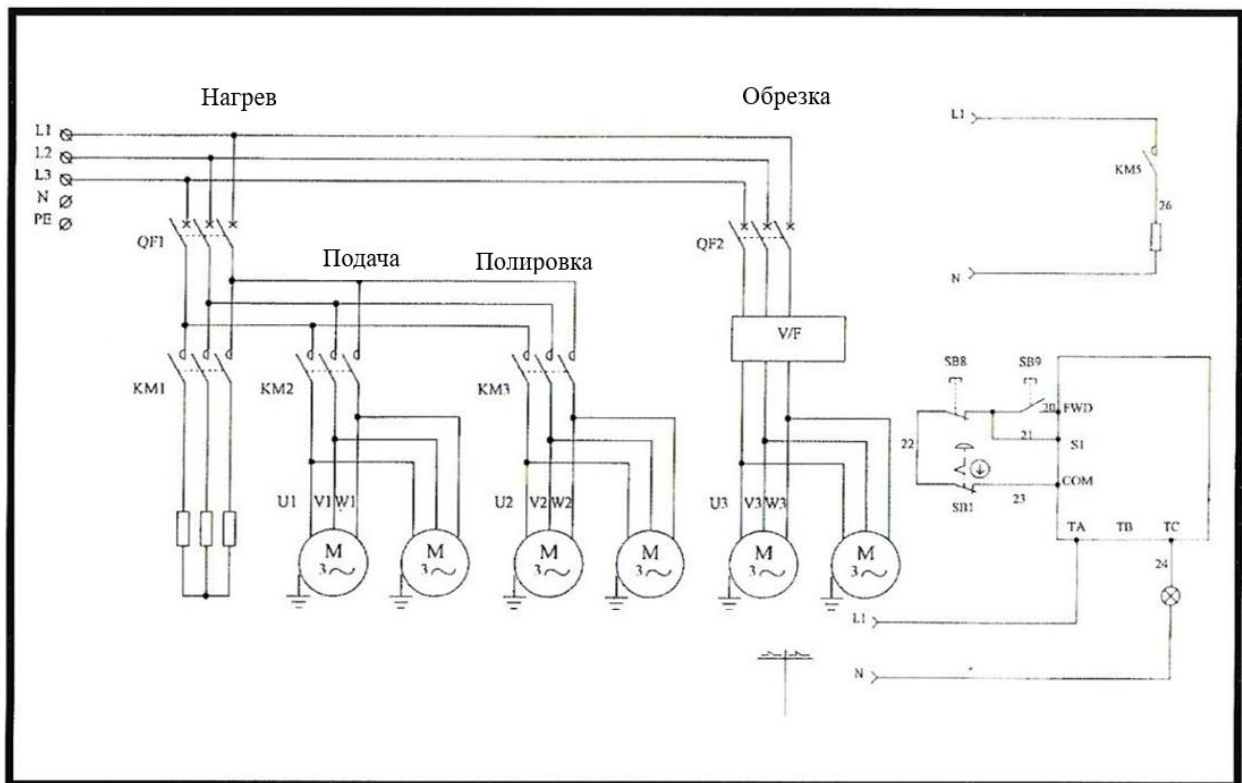 Нагрев
Обрезка
L1
L2
L3
N
PE
QF1
Подача
Полировка
QF2
V/F
KM1
KM2
KM3
U1 V1 W1
U2 V2 W2
U3 V3 W3
M
3
M
3
M
3
M
3
M
3
M
3
L1
KM5
26
N
SB8
SB9
20
FWD
22
21
S1
COM
SB1
23
TA
TB
TC
24
L1
N